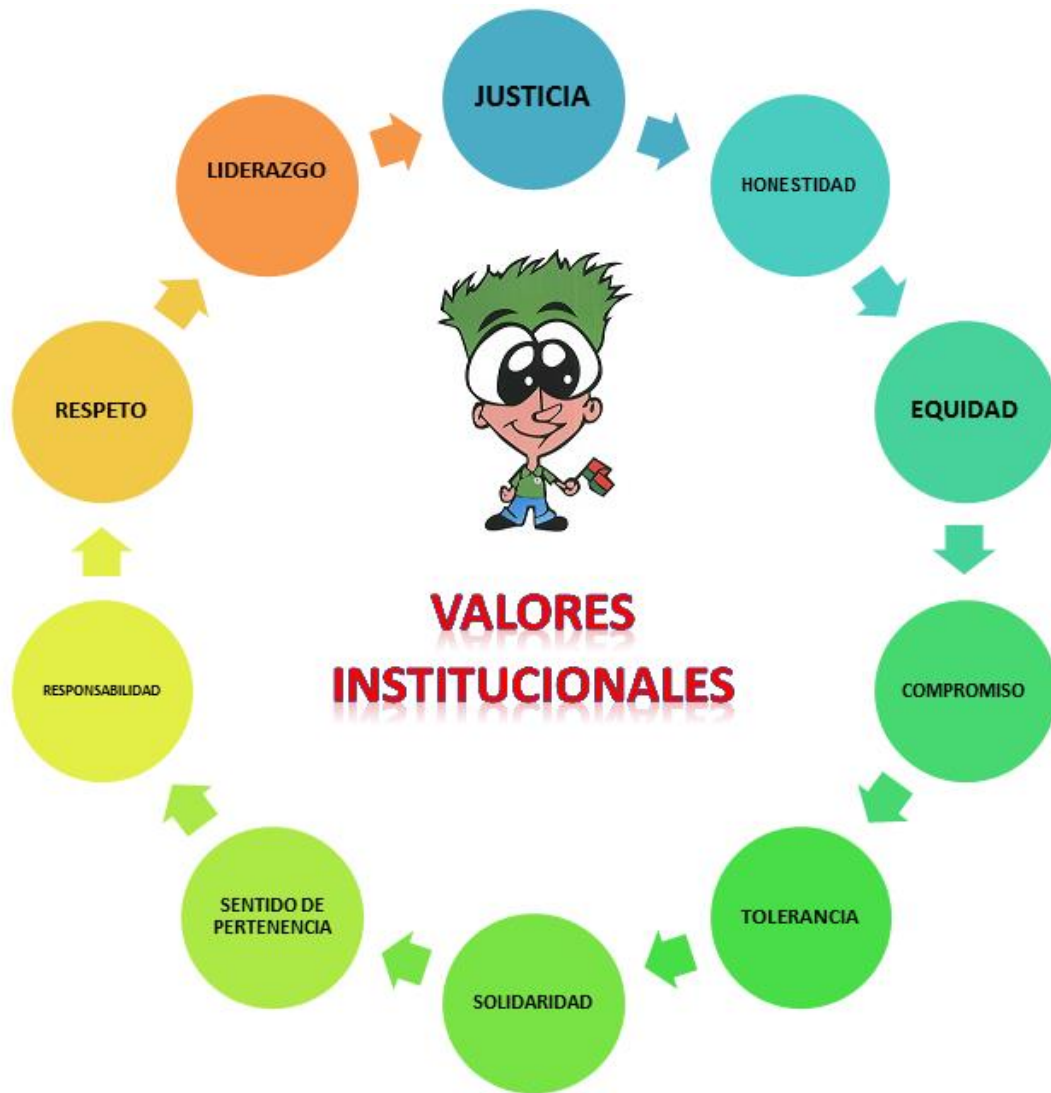 JUSTICIA
HONESTIDAD
EQUIDAD
COMPROMISO
TOLERANCIA
SOLIDARIDAD
SENTIDO DE
PERTENENCIA
RESPONSABILIDAD
RESPETO
LIDERAZGO
VALORES
INSTITUCIONALES